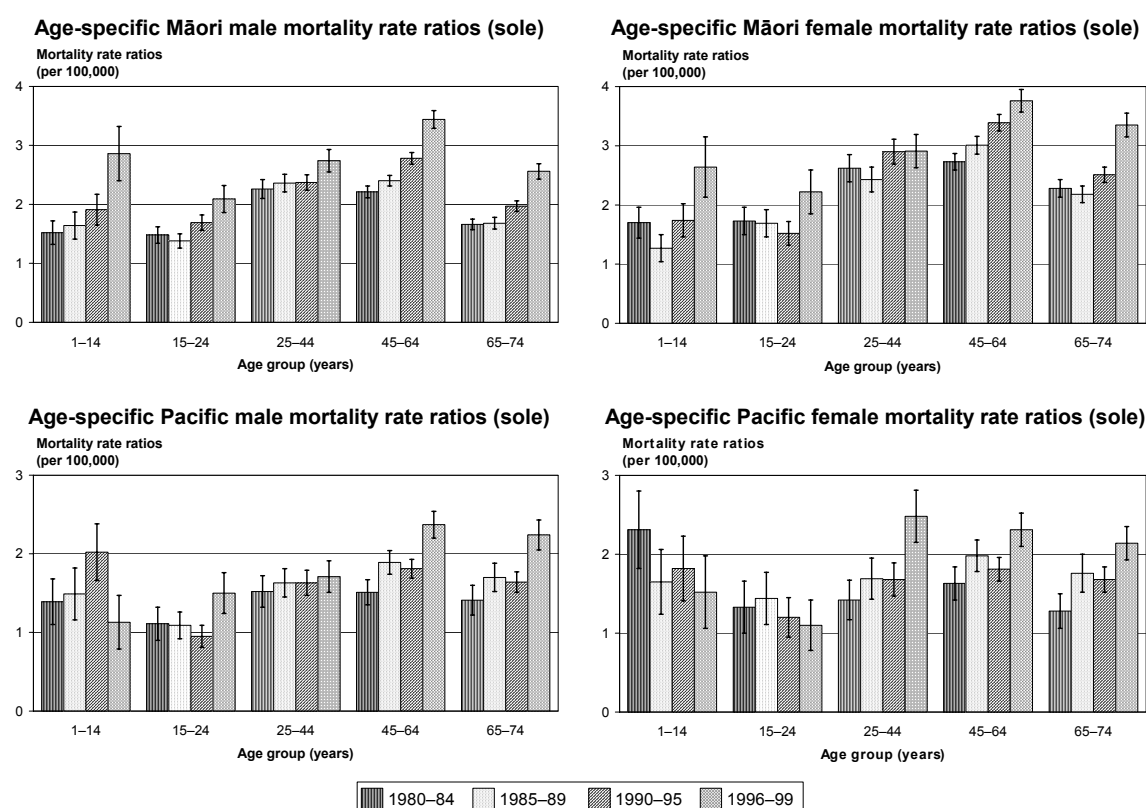 Age-specific Māori male mortality rate ratios (sole)
Mortality rate ratios
(per 100,000)
4
3
2
1
0
1–14 15–24 25–44 45–64 65–74
Age group (years)
Age-specific Māori female mortality rate ratios (sole)
Mortality rate ratios
(per 100,000)
4
3
2
1
0
1–14 15–24 25–44 45–64 65–74
Age group (years)
Age-specific Pacific male mortality rate ratios (sole)
Mortality rate ratios
(per 100,000)
3
2
1
0
1–14 15–24 25–44 45–64 65–74
Age group (years)
Age-specific Pacific female mortality rate ratios (sole)
Mortality rate ratios
(per 100,000)
3
2
1
0
1–14 15–24 25–44 45–64 65–74
Age group (years)
1980–84 1985–89 1990–95 1996–99